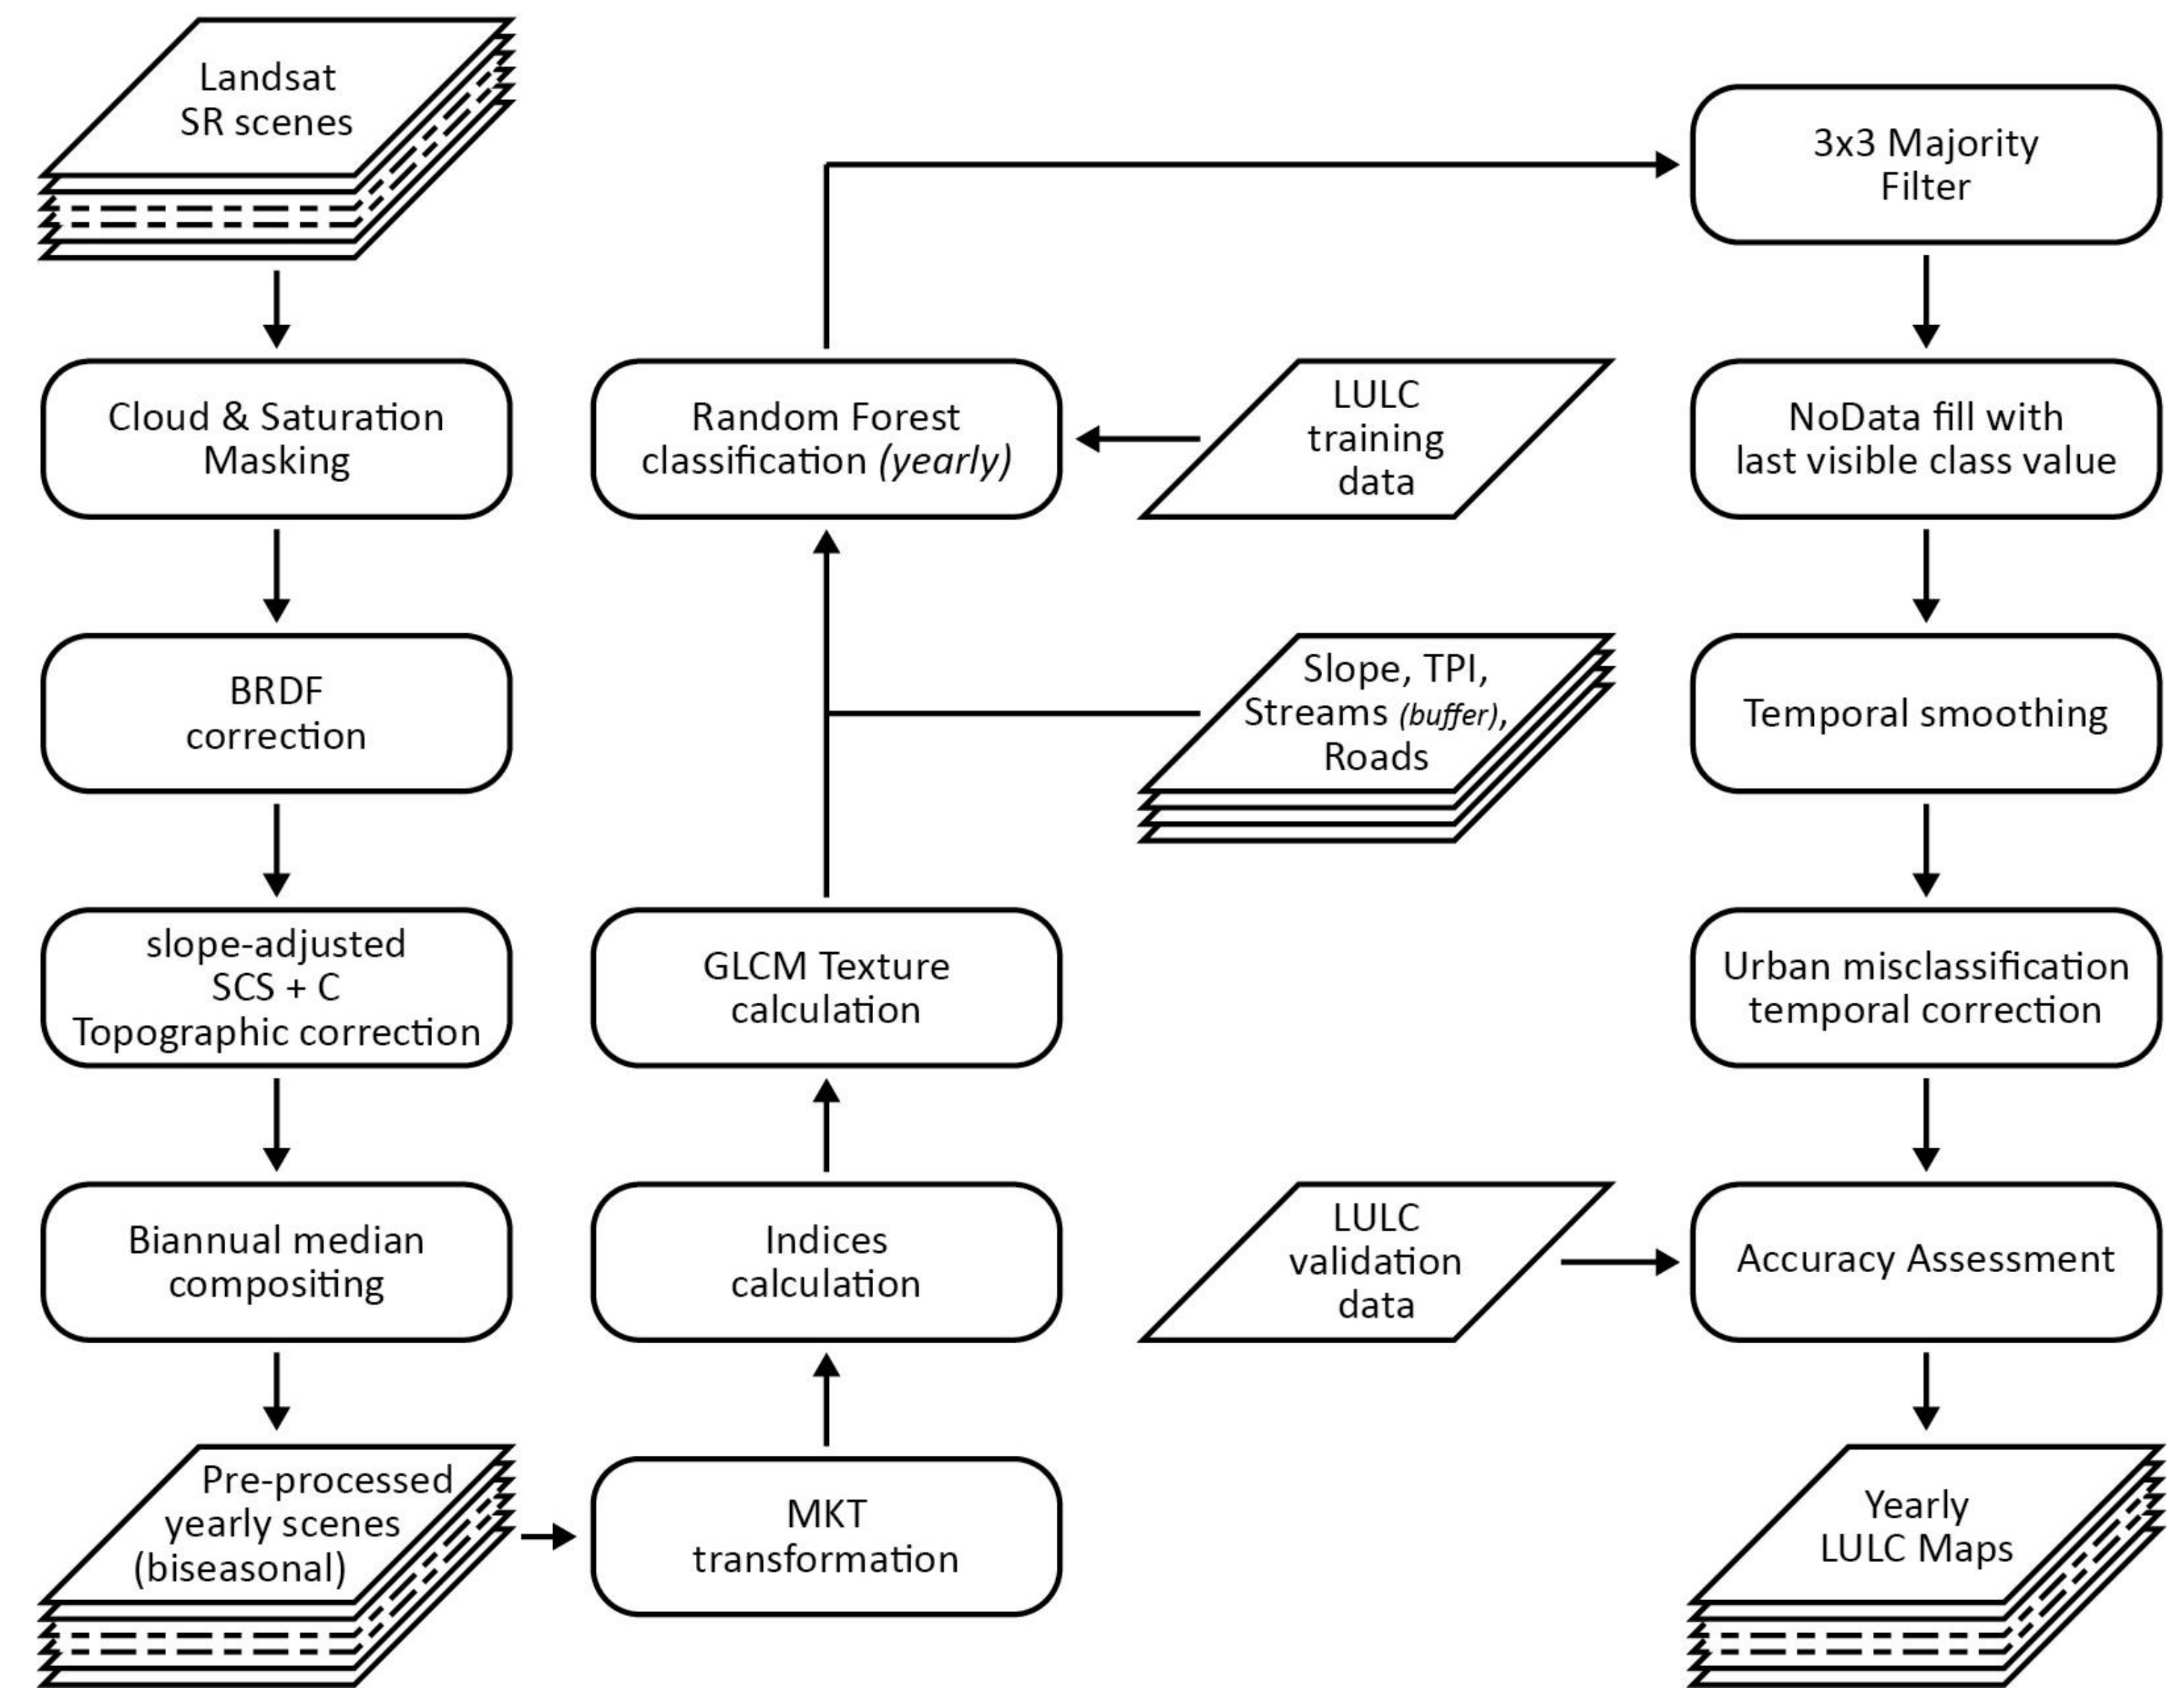 Landsat
SR scenes
Cloud & Saturation
Masking
BRDF
correction
slope-adjusted
SCS + C
Topographic correction
Biannual median
compositing
Pre-processed
yearly scenes
(biseasonal)
MKT
transformation
Indices
calculation
GLCM Texture
calculation
Slope, TPI,
Streams (buffer),
Roads
Random Forest
classification (yearly)
LULC
training
data
3x3 Majority
Filter
NoData fill with
last visible class value
Temporal smoothing
Urban misclassification
temporal correction
LULC
validation
data
Accuracy Assessment
Yearly
LULC Maps